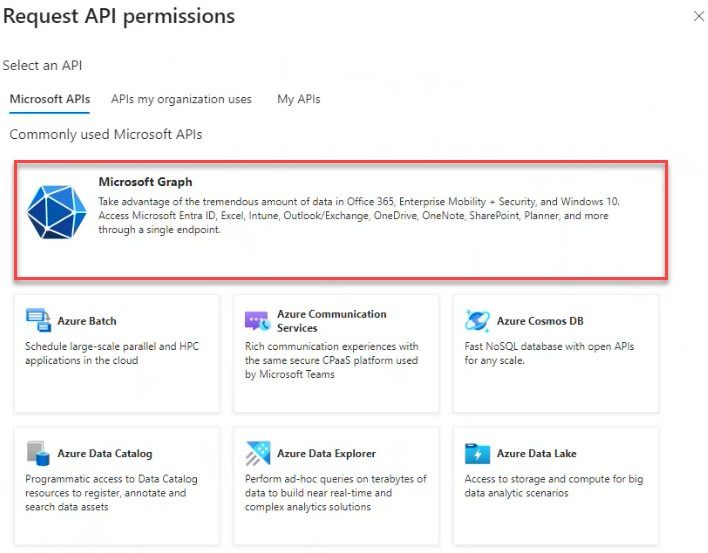 Request API permissions
Select an API
Microsoft APIs APIs my organization uses My APIs
Commonly used Microsoft APIs
Microsoft Graph
Take advantage of the tremendous amount of data in Office 365, Enterprise Mobility + Security, and Windows 10.
Access Microsoft Entra ID, Excel, Intune, Outlook/Exchange, OneDrive, OneNote, SharePoint, Planner, and more
through a single endpoint.
Azure Batch
Schedule large-scale parallel and HPC
applications in the cloud
Azure Communication
Services
Rich communication experiences with
the same secure CPaaS platform used
by Microsoft Teams
Azure Cosmos DB
Fast NoSQL database with open APIs
for any scale.
Azure Data Catalog
Programmatic access to Data Catalog
resources to register, annotate and
search data assets
Azure Data Explorer
Perform ad-hoc queries on terabytes of
data to build near real-time and
complex analytics solutions
Azure Data Lake
Access to storage and compute for big
data analytic scenarios